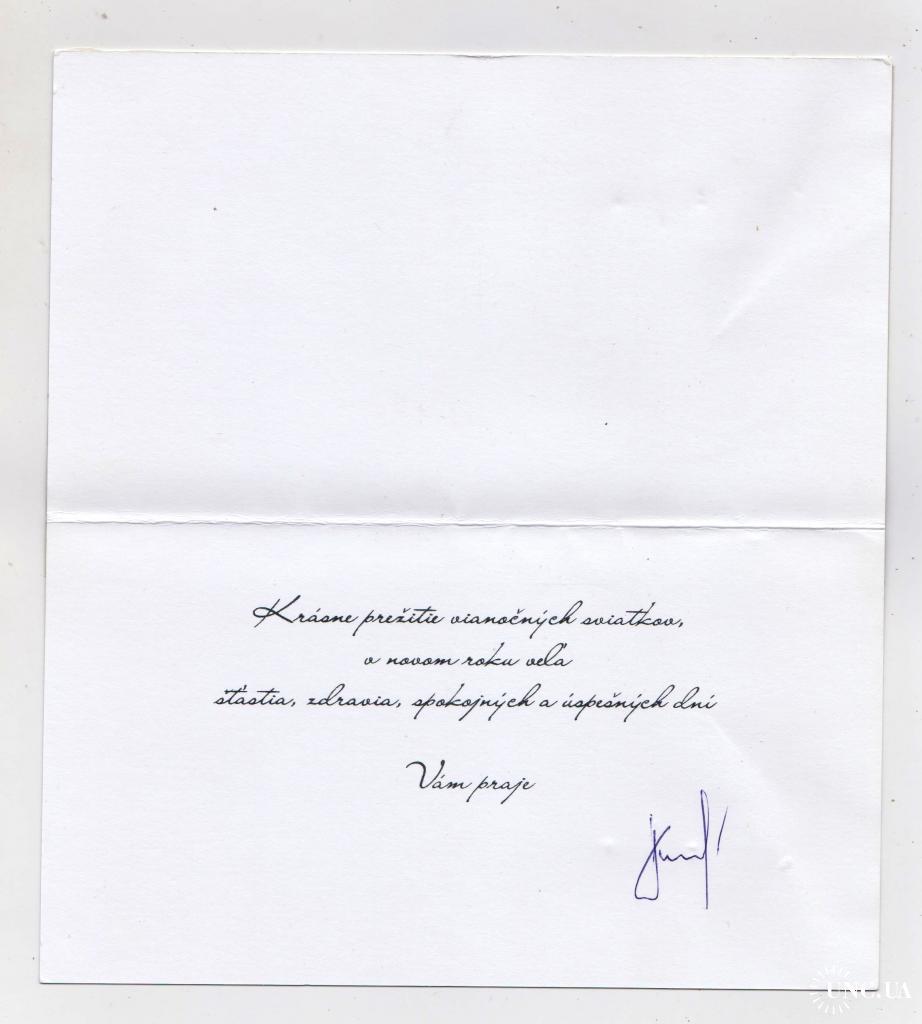 Krásne prežitie vianočných sviatkov,
v novom roku veľa
šťastia, zdravia, spokojných a úspešných dní
Vám praje
UNC.UA